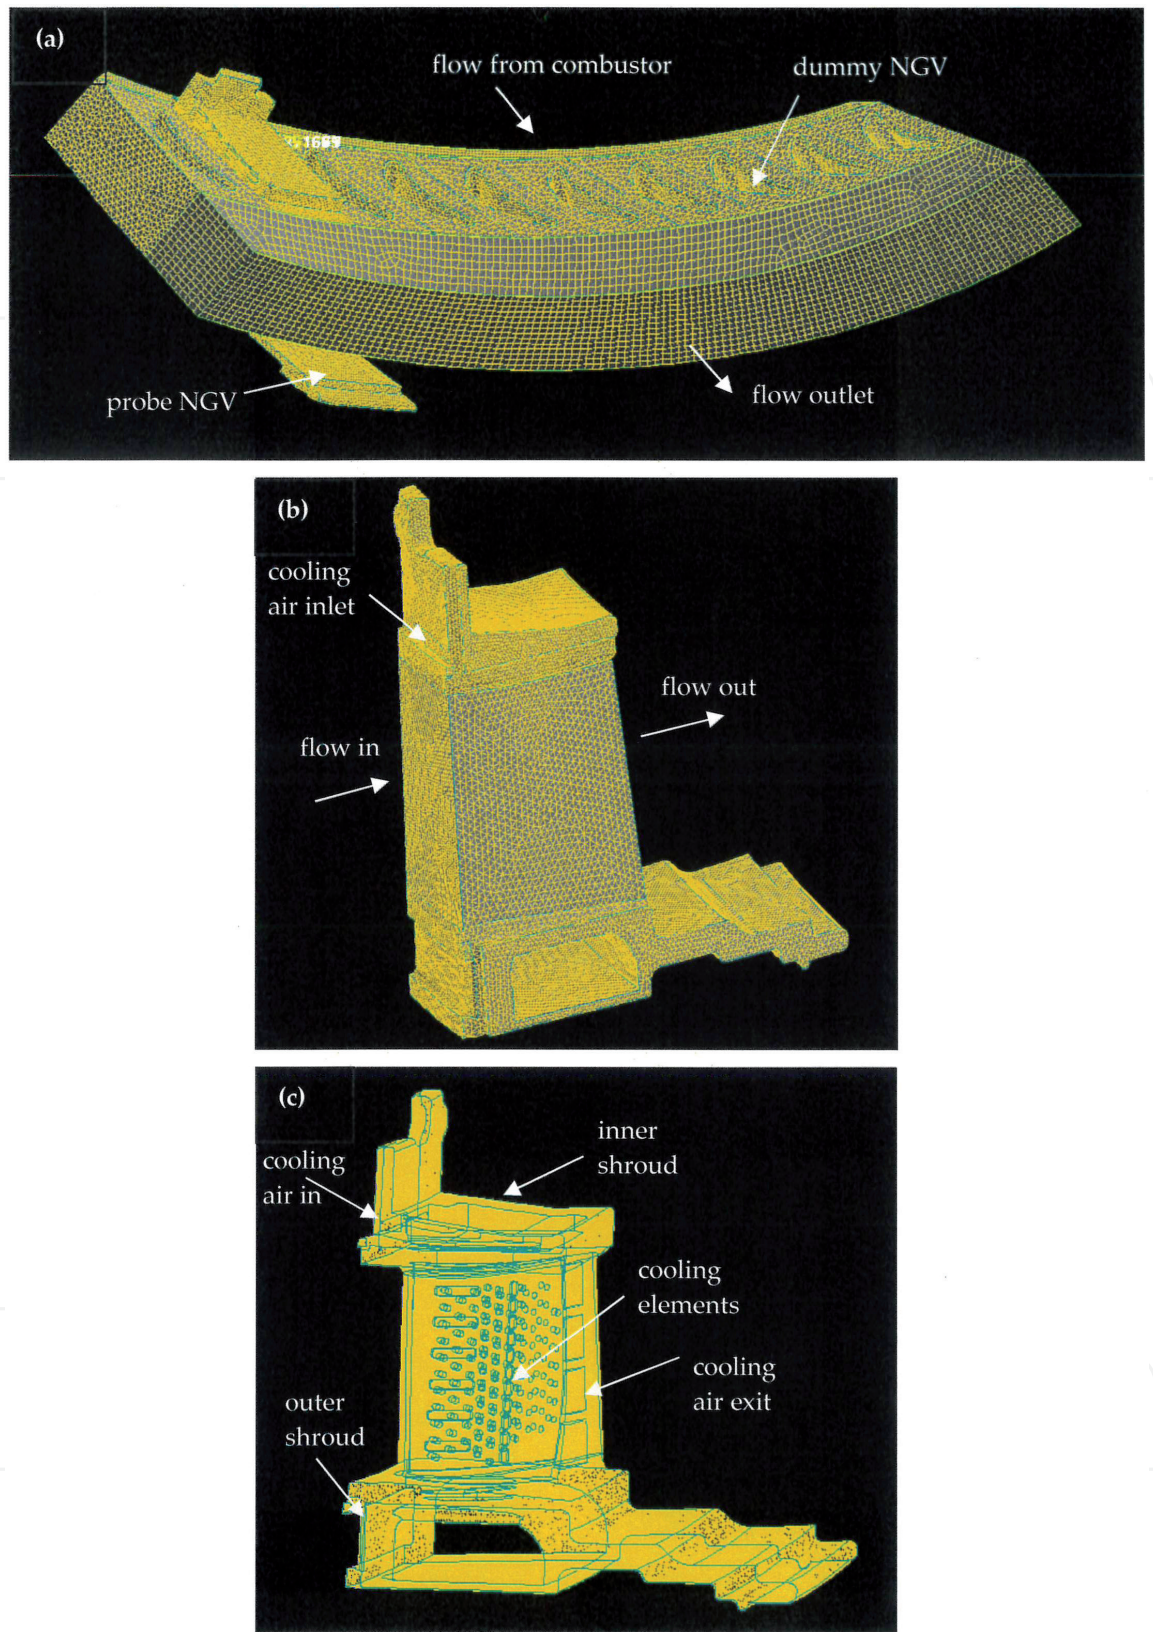 (a)
flow from combustor
dummy NGV
probe NGV
flow outlet
(b)
cooling
air inlet
flow out
flow in
(c)
inner
shroud
cooling
air in
cooling
elements
cooling
air exit
outer
shroud